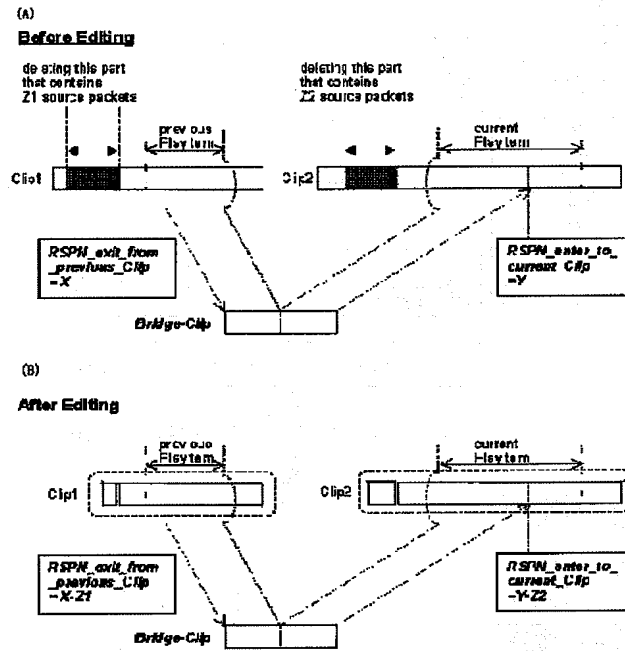 (A)
Before Editing
deleting this part
that contains
Z1 source packets
deleting this part
that contains
Z2 source packets
previous
Playitem
current
Playitem
Clip1
Clip2
RSPN_exit_from
_previous_Clip
=X
RSPN_enter_to_
current_Clip
=Y
Bridge-Clip
(B)
After Editing
previous
Playitem
current
Playitem
Clip1
Clip2
RSPN_exit_from
_previous_Clip
=X-Z1
RSPN_enter_to_
current_Clip
=Y-Z2
Bridge-Clip